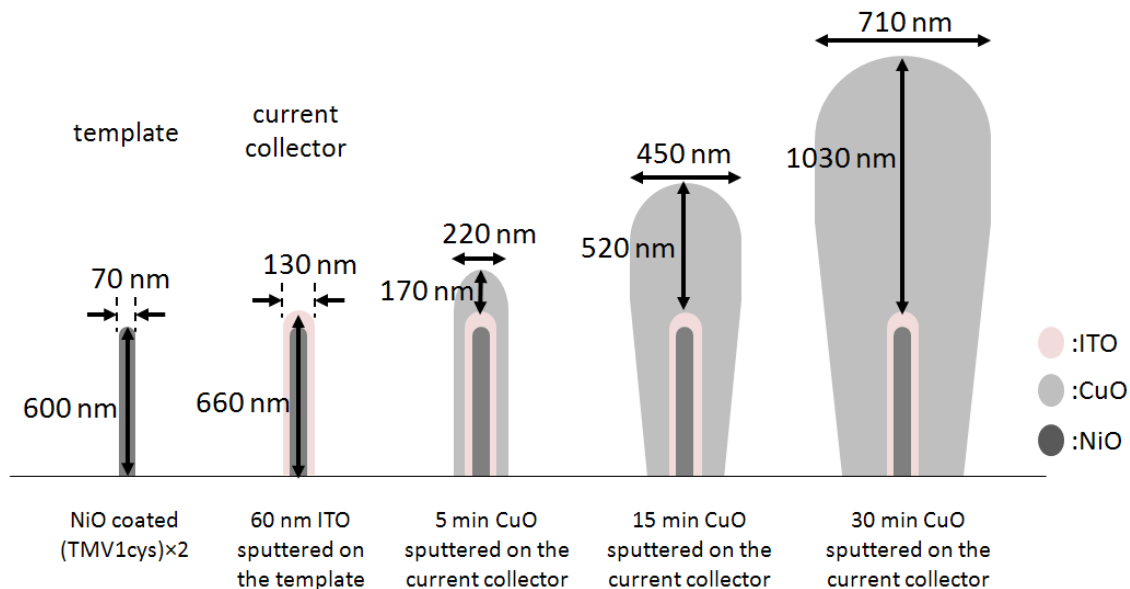 710 nm
template
current
collector
1030 nm
450 nm
220 nm
520 nm
130 nm
70 nm
170 nm
:ITO
:CuO
:NiO
600 nm
660 nm
NiO coated
(TMV1cys)×2
60 nm ITO
sputtered on
the template
5 min CuO
sputtered on the
current collector
15 min CuO
sputtered on the
current collector
30 min CuO
sputtered on the
current collector